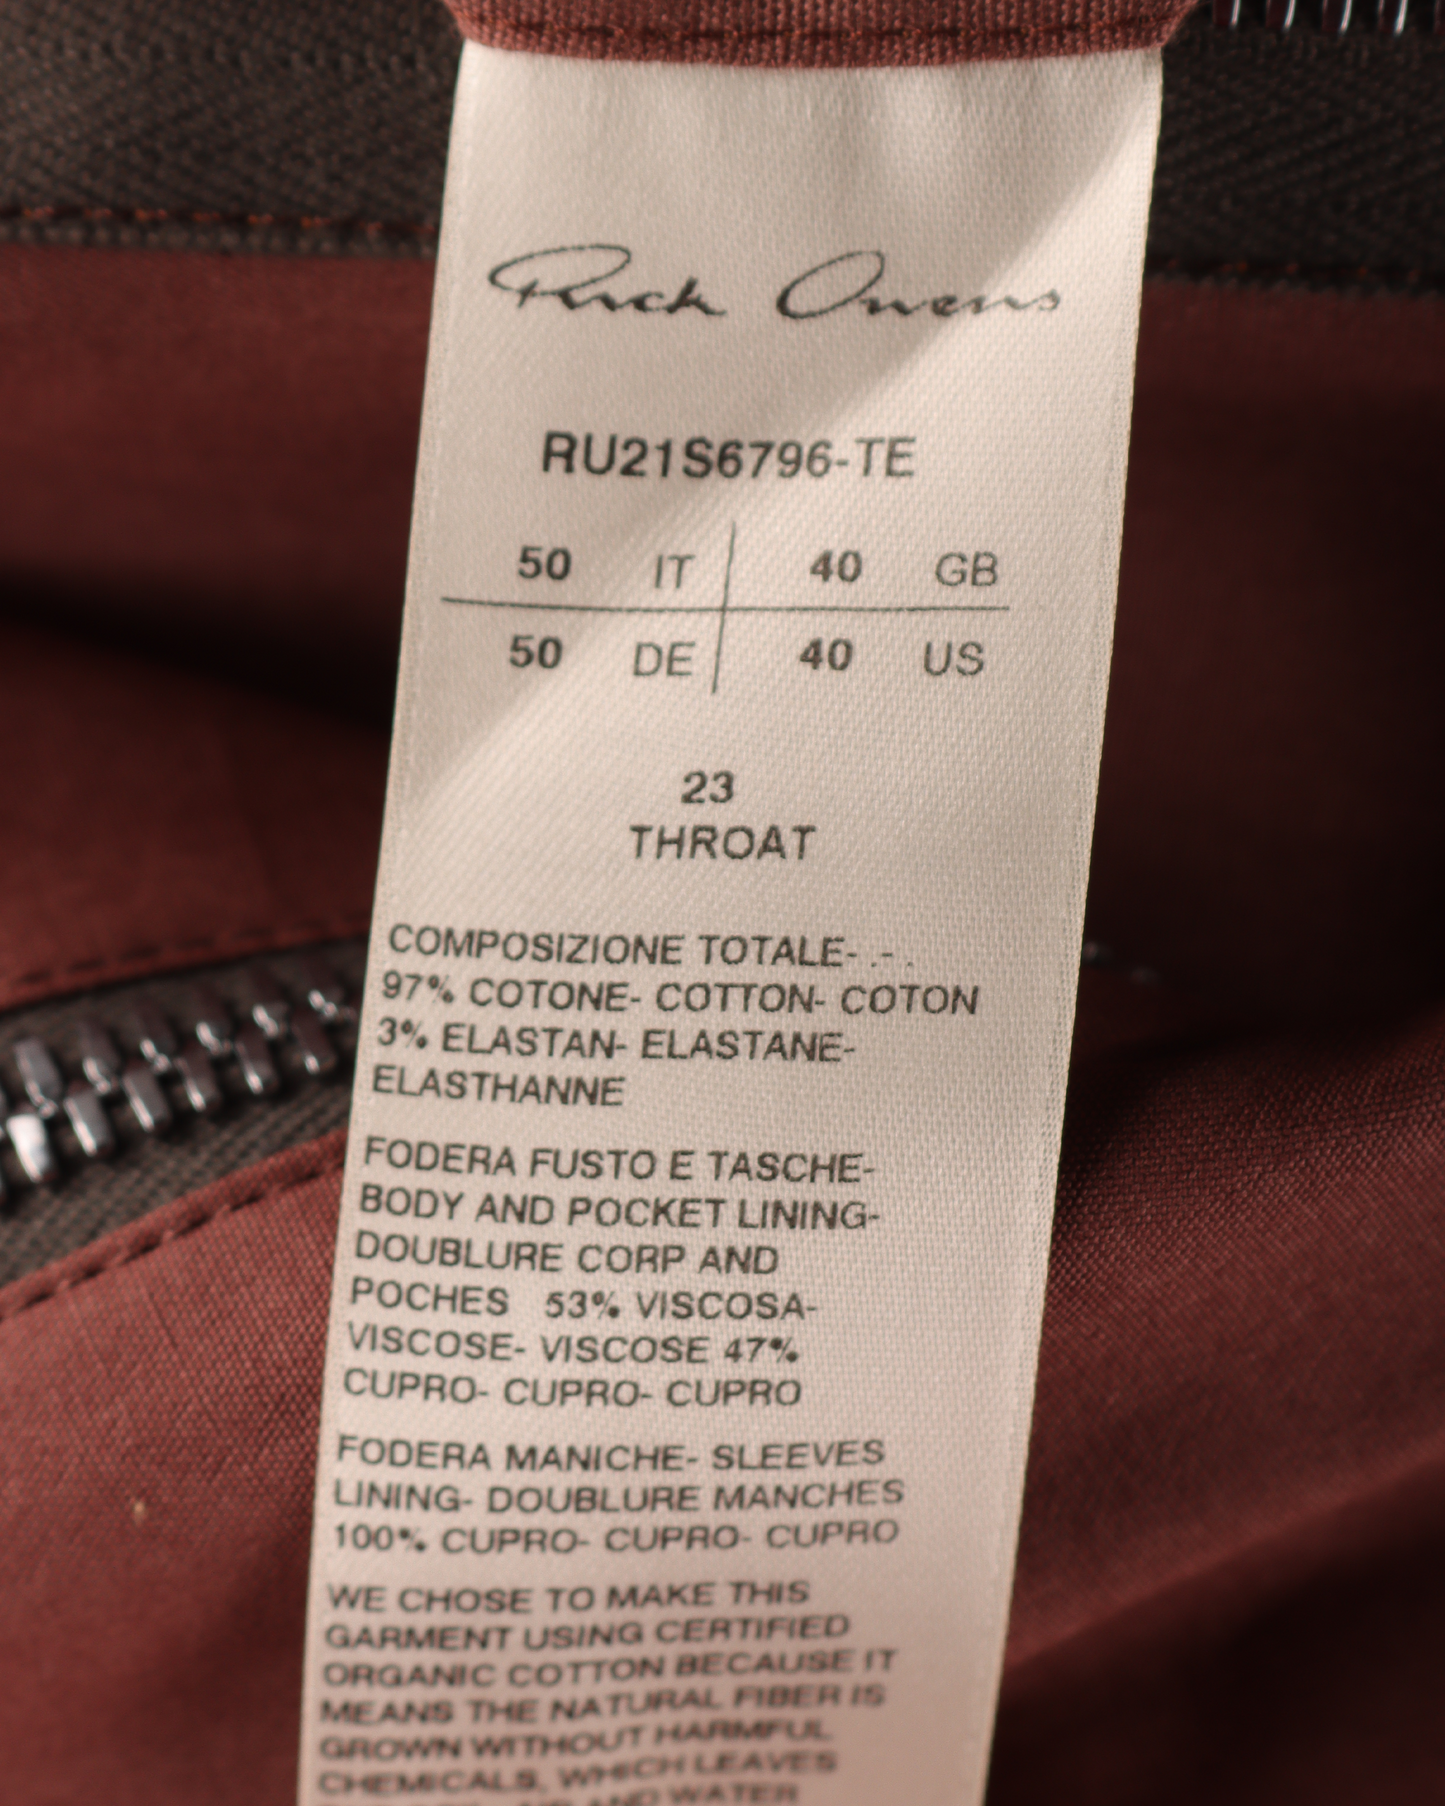 Rick Owens
RU21S6796-TE
50 IT 40 GB
50 DE 40 US
23
THROAT
COMPOSIZIONE TOTALE- .- .
97% COTONE- COTTON- COTON
3% ELASTAN- ELASTANE-
ELASTHANNE
FODERA FUSTO E TASCHE-
BODY AND POCKET LINING-
DOUBLURE CORP AND
POCHES 53% VISCOSA-
VISCOSE- VISCOSE 47%
CUPRO- CUPRO- CUPRO
FODERA MANICHE- SLEEVES
LINING- DOUBLURE MANCHES
100% CUPRO- CUPRO- CUPRO
WE CHOSE TO MAKE THIS
GARMENT USING CERTIFIED
ORGANIC COTTON BECAUSE IT
MEANS THE NATURAL FIBER IS
GROWN WITHOUT HARMFUL
CHEMICALS, WHICH LEAVES
AND WATER